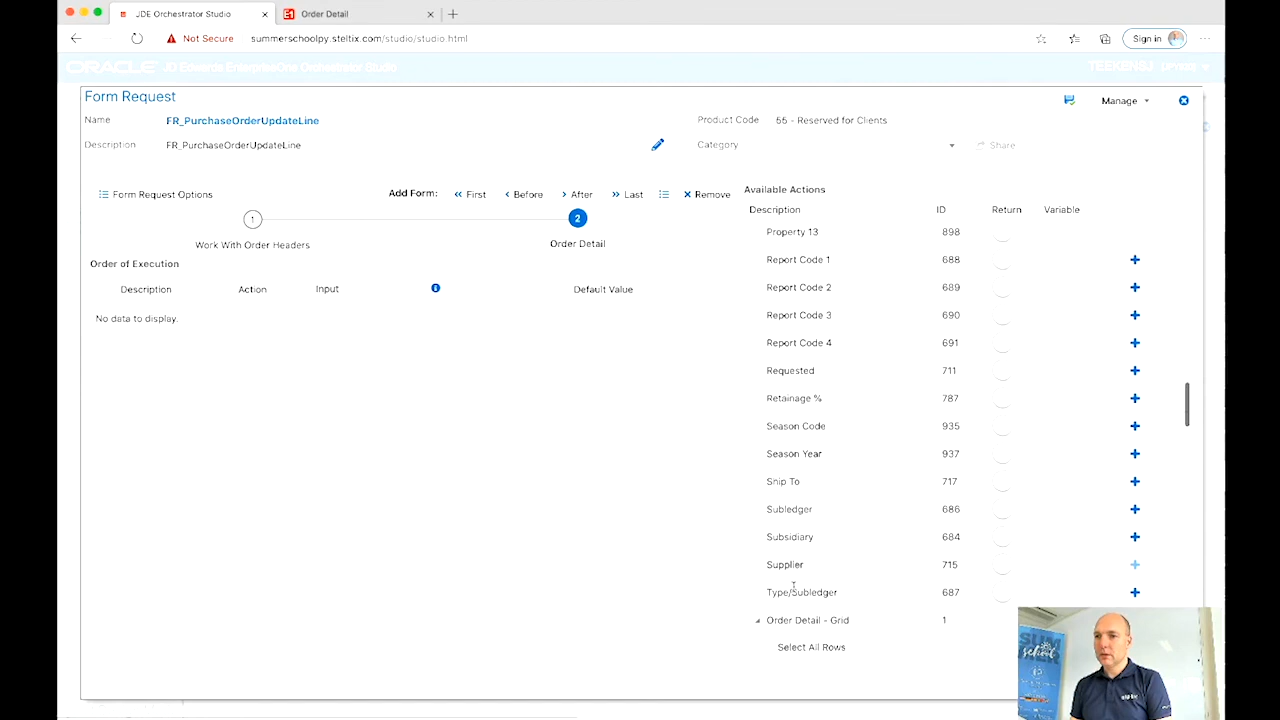 JDE Orchestrator Studio
Order Detail
Not Secure summerschoolpy.steltix.com/studio/studio.html
Sign in
ORACLE JD Edwards EnterpriseOne Orchestrator Studio
Form Request
Manage
Name FR_PurchaseOrderUpdateLine
Product Code 55 - Reserved for Clients
Description FR_PurchaseOrderUpdateLine
Category
Share
Form Request Options
Add Form: First Before After Last Remove
Available Actions
Description ID Return Variable
1 2
Work With Order Headers Order Detail
Order of Execution
Description Action Input Default Value
No data to display.
Property 13 898
Report Code 1 688
Report Code 2 689
Report Code 3 690
Report Code 4 691
Requested 711
Retainage % 787
Season Code 935
Season Year 937
Ship To 717
Subledger 686
Subsidiary 684
Supplier 715
Type/Subledger 687
Order Detail - Grid 1
Select All Rows